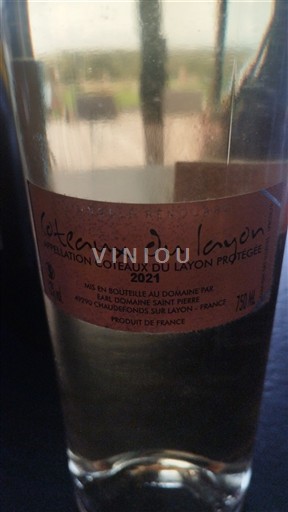 Coteaux du layon
APPELLATION COTEAUX DU LAYON PROTÉGÉE
VINIOU
2021
MIS EN BOUTEILLE AU DOMAINE PAR
EARL DOMAINE SAINT PIERRE
49290 CHAUDEFONDS SUR LAYON - FRANCE
750 ML
PRODUIT DE FRANCE